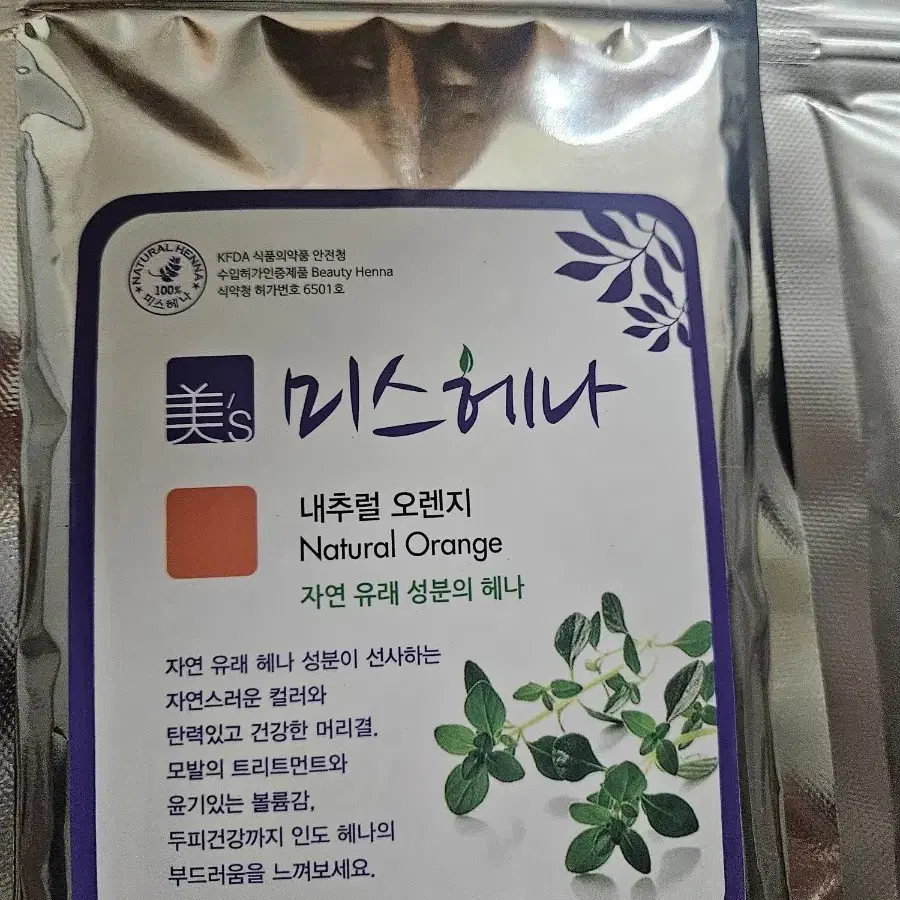 NATURAL HENNA
100%
미스헤나
KFDA 식품의약품 안전청
수입허가인증제품 Beauty Henna
식약청 허가번호 6501호
美's
미스헤나
내추럴 오렌지
Natural Orange
자연 유래 성분의 헤나
자연 유래 헤나 성분이 선사하는
자연스러운 컬러와
탄력있고 건강한 머리결.
모발의 트리트먼트와
윤기있는 볼륨감,
두피건강까지 인도 헤나의
부드러움을 느껴보세요.